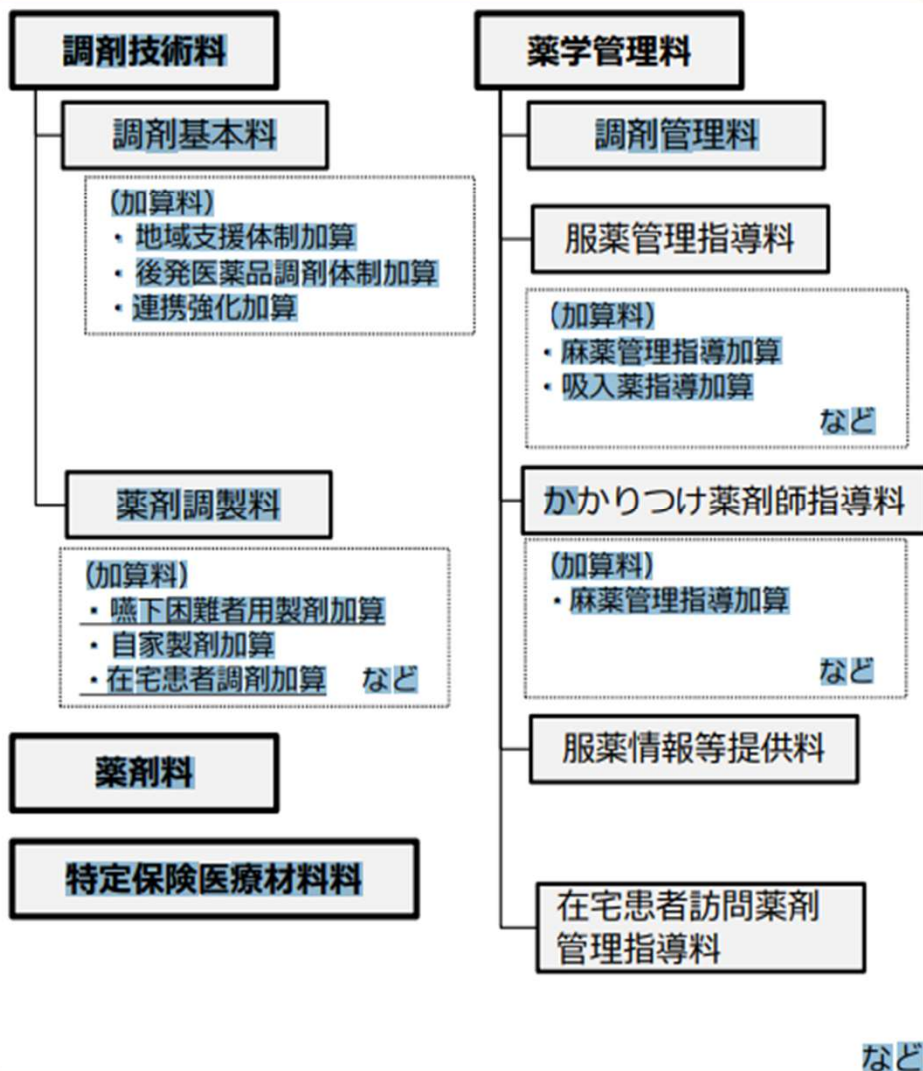 調剤技術料
調剤基本料
(加算料)
・ 地域支援体制加算
・ 後発医薬品調剤体制加算
・連携強化加算
薬剤調製料
(加算料)
・ 嚥下困難者用製剤加算
・ 自家製剤加算
・在宅患者調剤加算 など
薬剤料
特定保険医療材料料
薬学管理料
調剤管理料
服薬管理指導料
(加算料)
・ 麻薬管理指導加算
・ 吸入薬指導加算
など
かかりつけ薬剤師指導料
(加算料)
・麻薬管理指導加算
など
服薬情報等提供料
在宅患者訪問薬剤
管理指導料
など